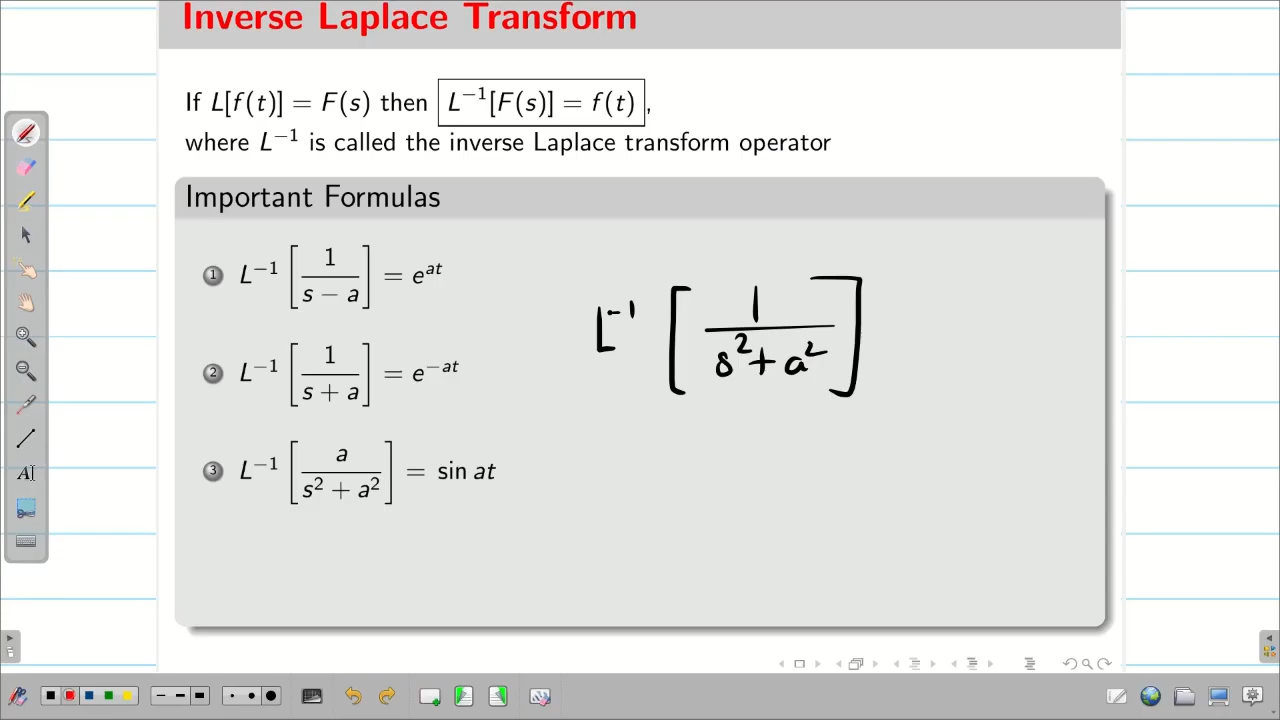 Inverse Laplace Transform
If L[f(t)] = F(s) then L⁻¹[F(s)] = f(t),
where L⁻¹ is called the inverse Laplace transform operator
Important Formulas
1 L⁻¹ [1/(s − a)] = e^{at}
2 L⁻¹ [1/(s + a)] = e^{−at}
3 L⁻¹ [a/(s² + a²)] = sin at
L⁻¹ [1/(s² + a²)]
AI